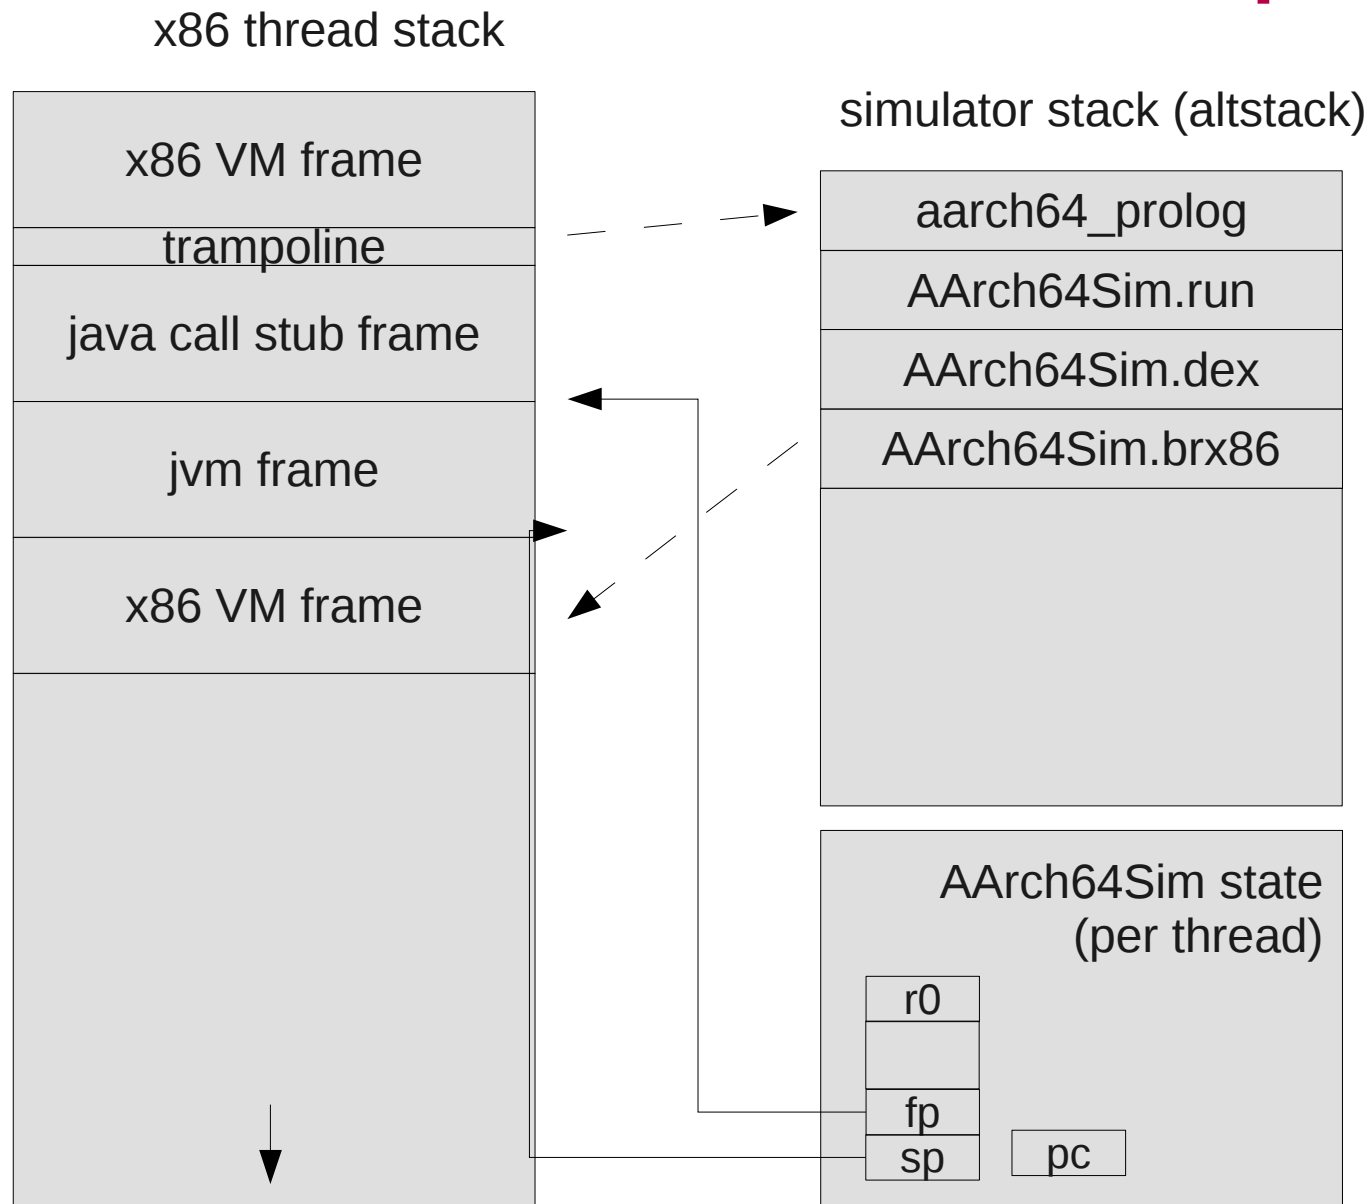 x86 thread stack
x86 VM frame
trampoline
java call stub frame
jvm frame
x86 VM frame
simulator stack (altstack)
aarch64_prolog
AArch64Sim.run
AArch64Sim.dex
AArch64Sim.brx86
AArch64Sim state
(per thread)
r0
fp
sp
pc